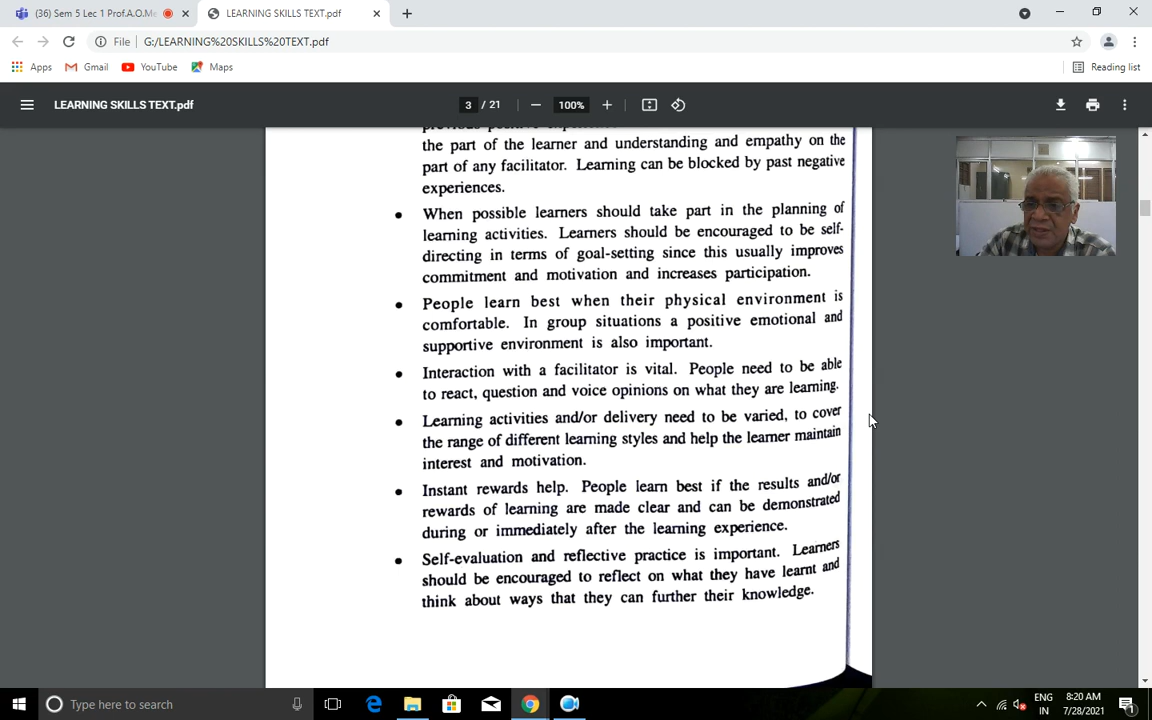 (36) Sem 5 Lec 1 Prof.A.O.Me
LEARNING SKILLS TEXT.pdf
File
G:/LEARNING%20SKILLS%20TEXT.pdf
Apps
Gmail
YouTube
Maps
Reading list
LEARNING SKILLS TEXT.pdf
3 / 21
100%
previous positive
the part of the learner and understanding and empathy on the
part of any facilitator. Learning can be blocked by past negative
experiences.
• When possible learners should take part in the planning of
learning activities. Learners should be encouraged to be self-
directing in terms of goal-setting since this usually improves
commitment and motivation and increases participation.
• People learn best when their physical environment is
comfortable. In group situations a positive emotional and
supportive environment is also important.
• Interaction with a facilitator is vital. People need to be able
to react, question and voice opinions on what they are learning.
• Learning activities and/or delivery need to be varied, to cover
the range of different learning styles and help the learner maintain
interest and motivation.
• Instant rewards help. People learn best if the results and/or
rewards of learning are made clear and can be demonstrated
during or immediately after the learning experience.
• Self-evaluation and reflective practice is important. Learners
should be encouraged to reflect on what they have learnt and
think about ways that they can further their knowledge.
Type here to search
ENG
IN
8:20 AM
7/28/2021
1